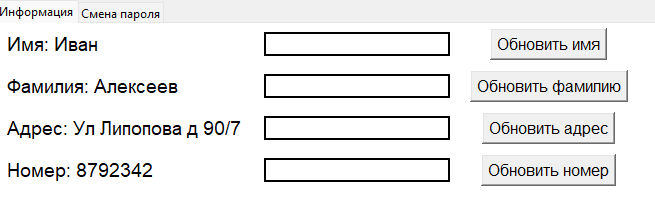 Информация Смена пароля
Имя: Иван Обновить имя
Фамилия: Алексеев Обновить фамилию
Адрес: Ул Липопова д 90/7 Обновить адрес
Номер: 8792342 Обновить номер